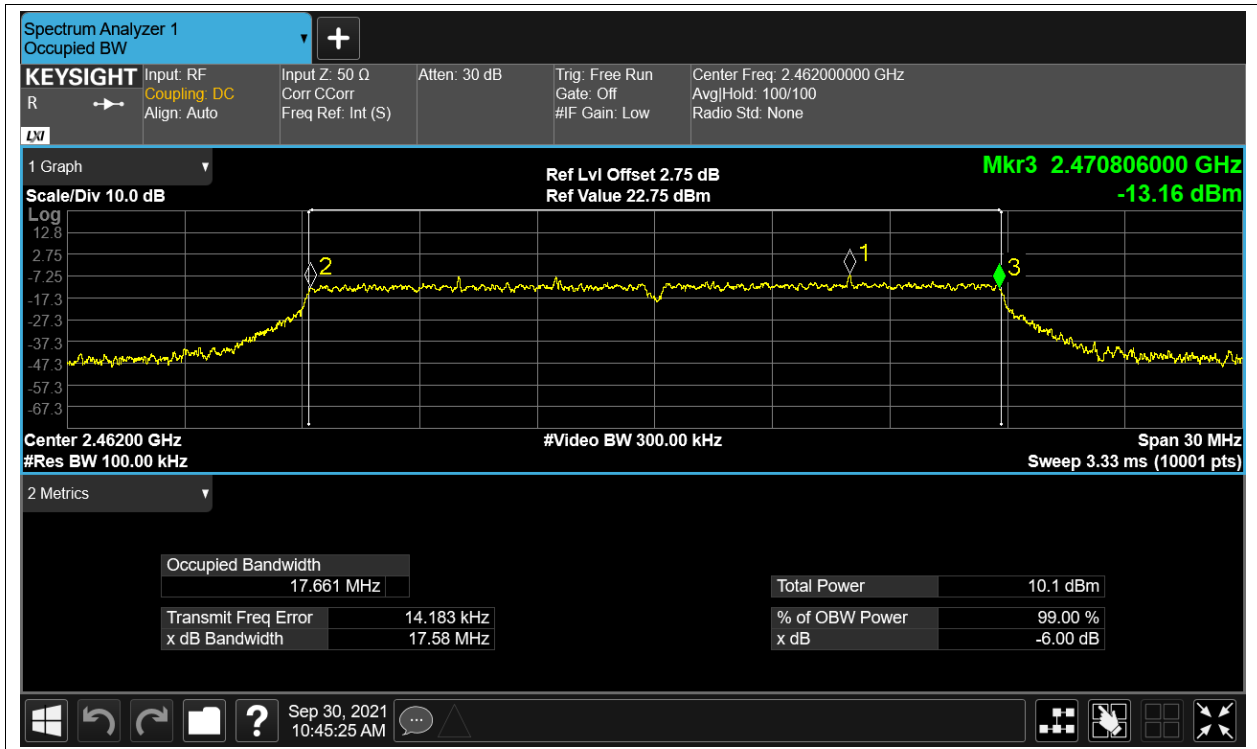 Spectrum Analyzer 1
Occupied BW
+
KEYSIGHT Input: RF Input Z: 50 Ω Atten: 30 dB Trig: Free Run Center Freq: 2.462000000 GHz
R Coupling: DC Corr CCorr Gate: Off Avg|Hold: 100/100
Align: Auto Freq Ref: Int (S) #IF Gain: Low Radio Std: None
LXI
1 Graph Ref Lvl Offset 2.75 dB Mkr3 2.470806000 GHz
Scale/Div 10.0 dB Ref Value 22.75 dBm -13.16 dBm
Log
12.8
2.75
-7.25
-17.3
-27.3
-37.3
-47.3
-57.3
-67.3
2
1
3
Center 2.46200 GHz #Video BW 300.00 kHz Span 30 MHz
#Res BW 100.00 kHz Sweep 3.33 ms (10001 pts)
2 Metrics
Occupied Bandwidth
17.661 MHz Total Power 10.1 dBm
Transmit Freq Error 14.183 kHz % of OBW Power 99.00 %
x dB Bandwidth 17.58 MHz x dB -6.00 dB
? Sep 30, 2021
10:45:25 AM